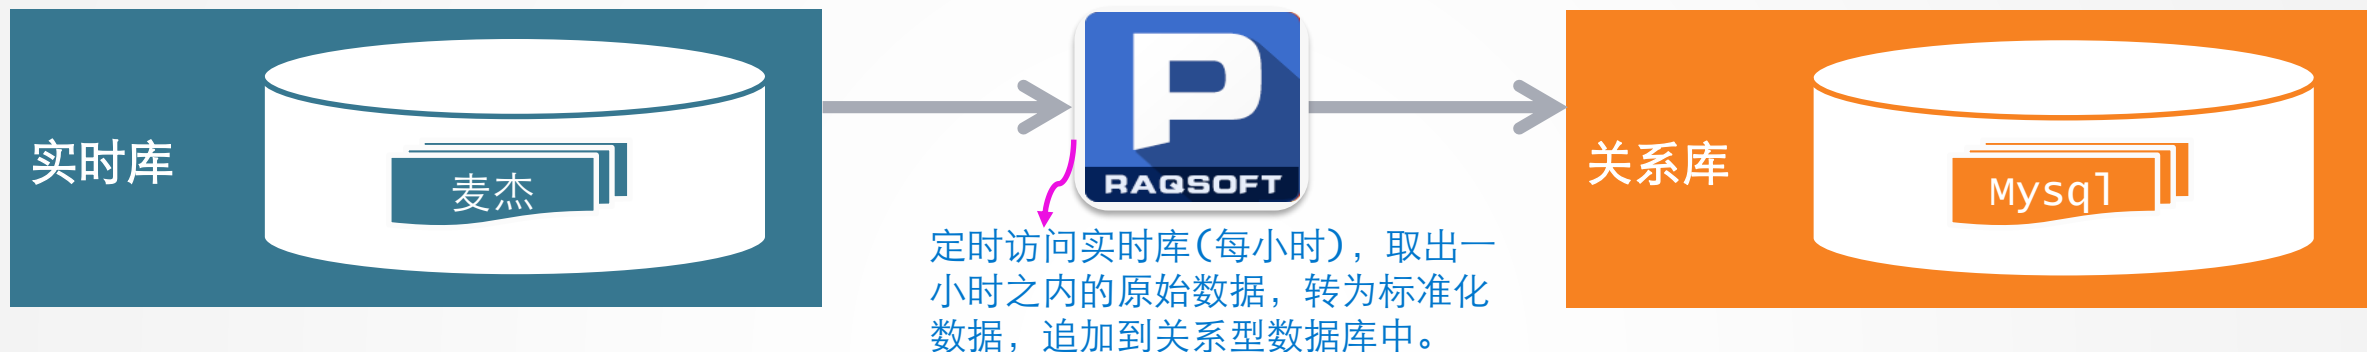 实时库
麦杰
RAQSOFT
关系库
Mysql
定时访问实时库(每小时), 取出一
小时之内的原始数据, 转为标准化
数据, 追加到关系型数据库中。